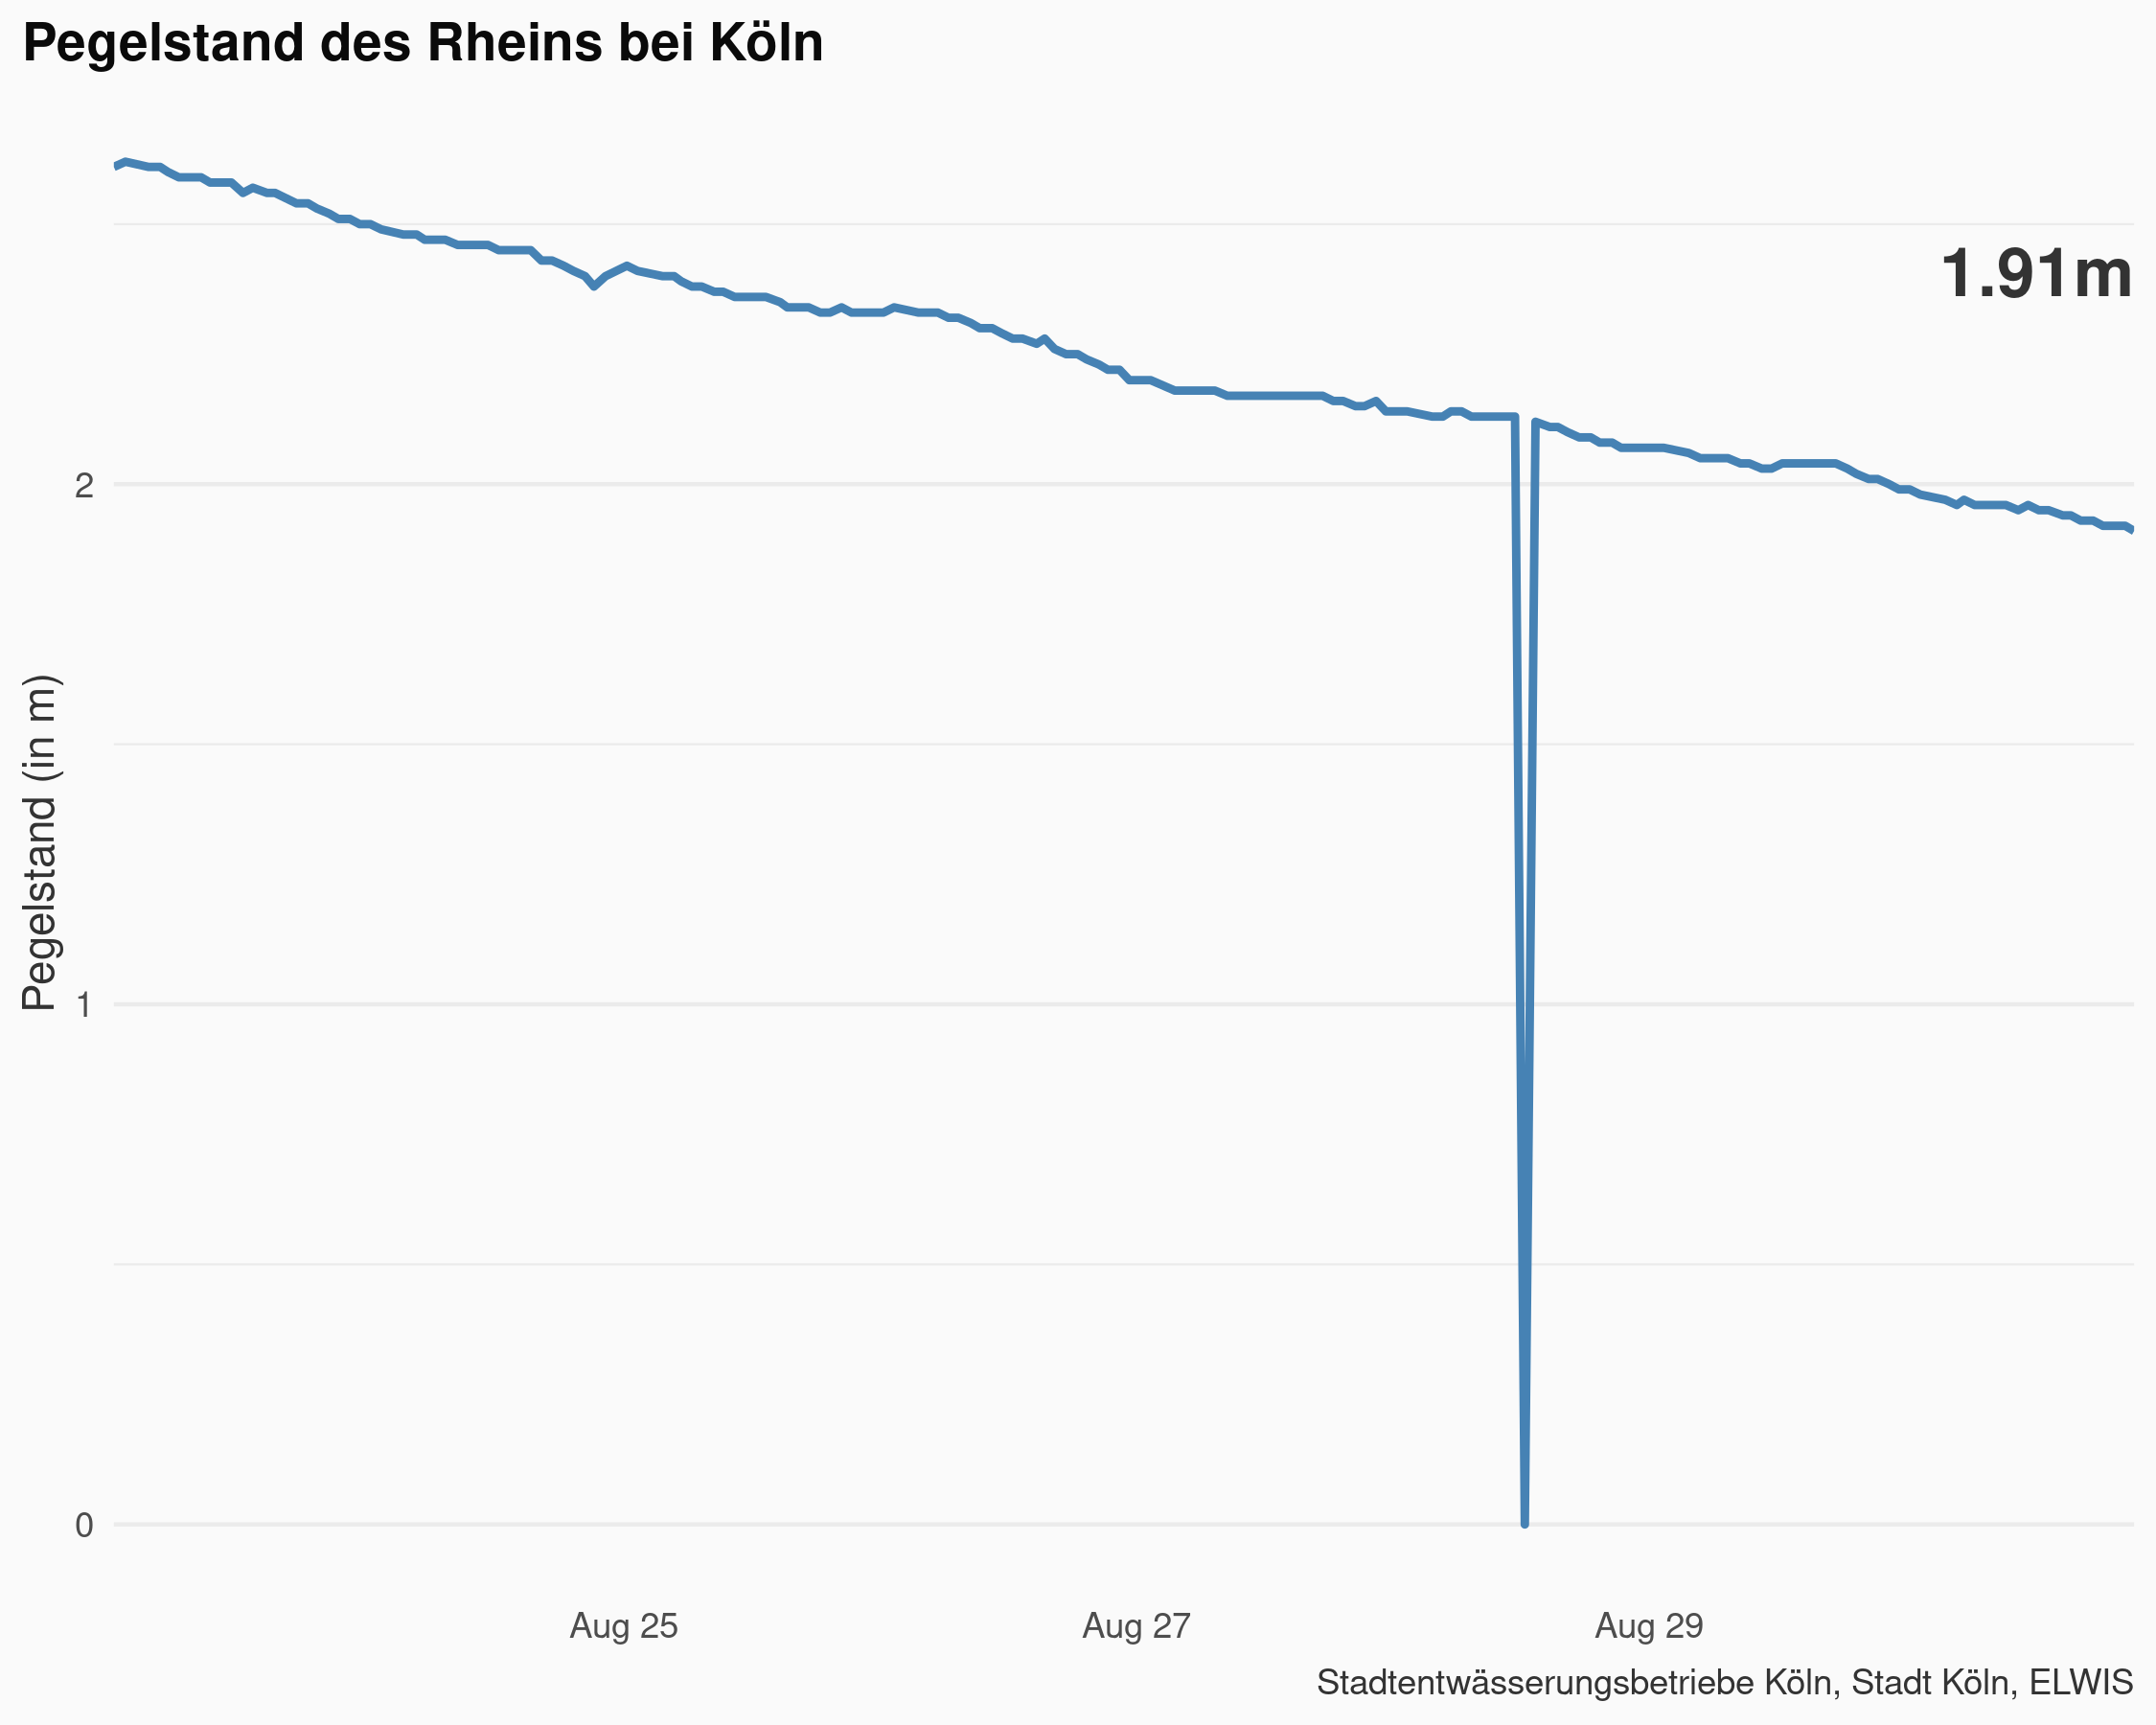 Pegelstand des Rheins bei Köln
1.91m
Pegelstand (in m)
2
1
0
Aug 25
Aug 27
Aug 29
Stadtentwässerungsbetriebe Köln, Stadt Köln, ELWIS